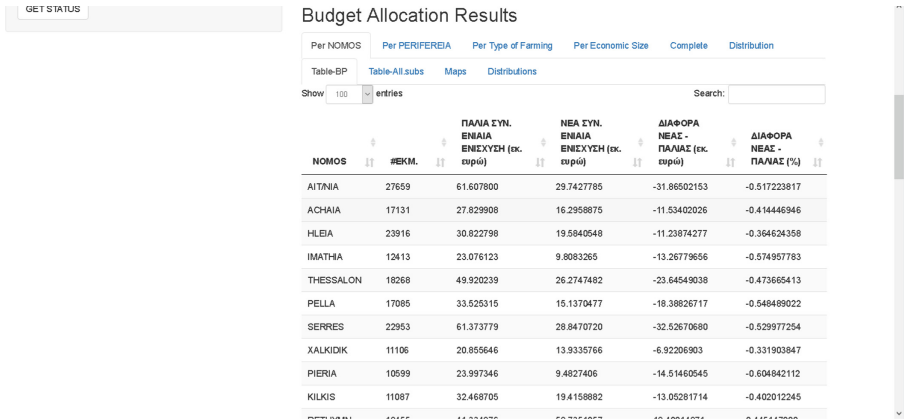 GET STATUS
Budget Allocation Results
Per NOMOS Per PERIFEREIA Per Type of Farming Per Economic Size Complete Distribution
Table-BP Table-All.subs Maps Distributions
Show 100 entries Search:
NOMOS #ΕΚΜ. ΠΑΛΙΑ ΣΥΝ. ΕΝΙΑΙΑ ΕΝΙΣΧΥΣΗ (εκ. ευρώ) ΝΕΑ ΣΥΝ. ΕΝΙΑΙΑ ΕΝΙΣΧΥΣΗ (εκ. ευρώ) ΔΙΑΦΟΡΑ ΝΕΑΣ - ΠΑΛΙΑΣ (εκ. ευρώ) ΔΙΑΦΟΡΑ ΝΕΑΣ - ΠΑΛΙΑΣ (%)
AIT/NIA 27659 61.607800 29.7427785 -31.86502153 -0.517223817
ACHAIA 17131 27.829908 16.2958875 -11.53402026 -0.414446946
HLEIA 23916 30.822798 19.5840548 -11.23874277 -0.364624358
IMATHIA 12413 23.076123 9.8083265 -13.26779656 -0.574957783
THESSALON 18268 49.920239 26.2747482 -23.64549038 -0.473665413
PELLA 17085 33.525315 15.1370477 -18.38826717 -0.548489022
SERRES 22953 61.373779 28.8470720 -32.52670680 -0.529977254
XALKIDIK 11106 20.855646 13.9335766 -6.92206903 -0.331903847
PIERIA 10599 23.997346 9.4827406 -14.51460545 -0.604842112
KILKIS 11087 32.468705 19.4158882 -13.05281714 -0.402012245